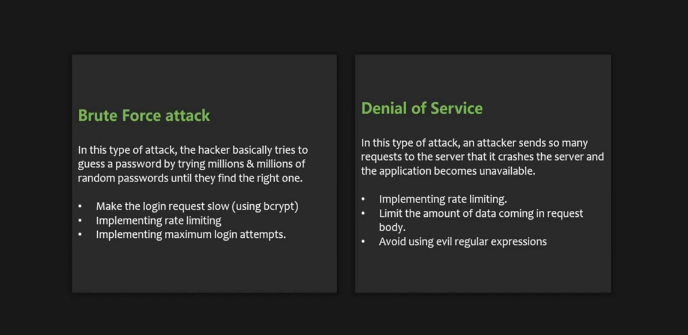 Brute Force attack
In this type of attack, the hacker basically tries to
guess a password by trying millions & millions of
random passwords until they find the right one.
• Make the login request slow (using bcrypt)
• Implementing rate limiting
• Implementing maximum login attempts.
Denial of Service
In this type of attack, an attacker sends so many
requests to the server that it crashes the server and
the application becomes unavailable.
• Implementing rate limiting.
• Limit the amount of data coming in request
body.
• Avoid using evil regular expressions